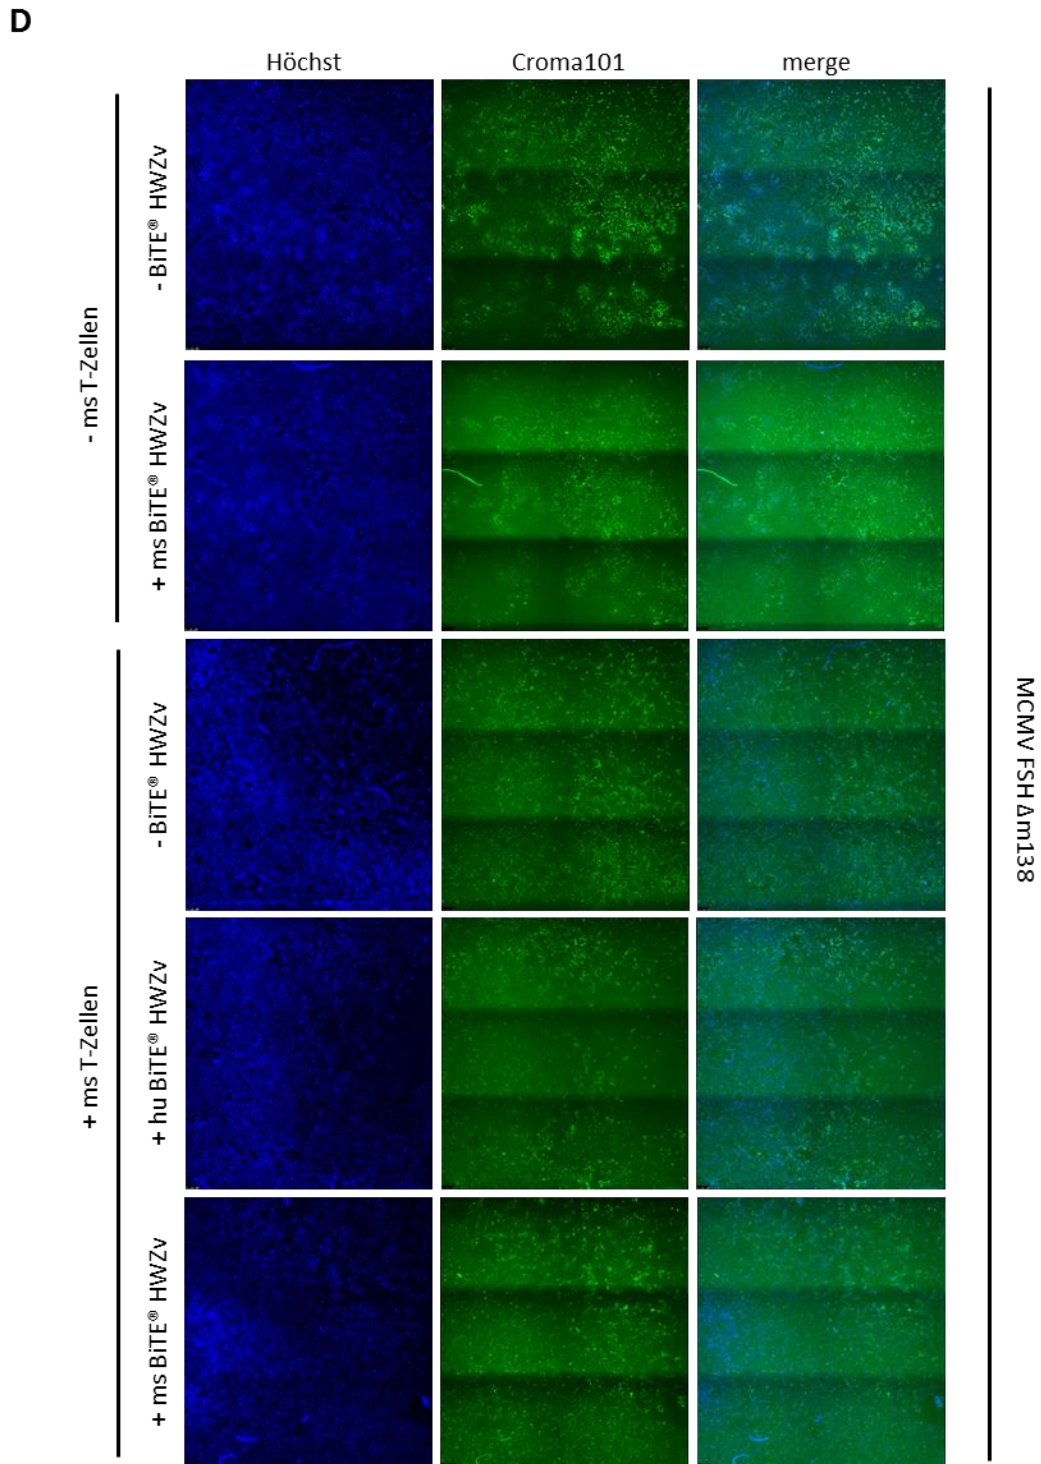 D
Höchst
Croma101
merge
- ms T-Zellen
- BiTE® HWZv
+ ms BiTE® HWZv
+ ms T-Zellen
- BiTE® HWZv
+ hu BiTE® HWZv
+ ms BiTE® HWZv
MCMV FSH Δm138